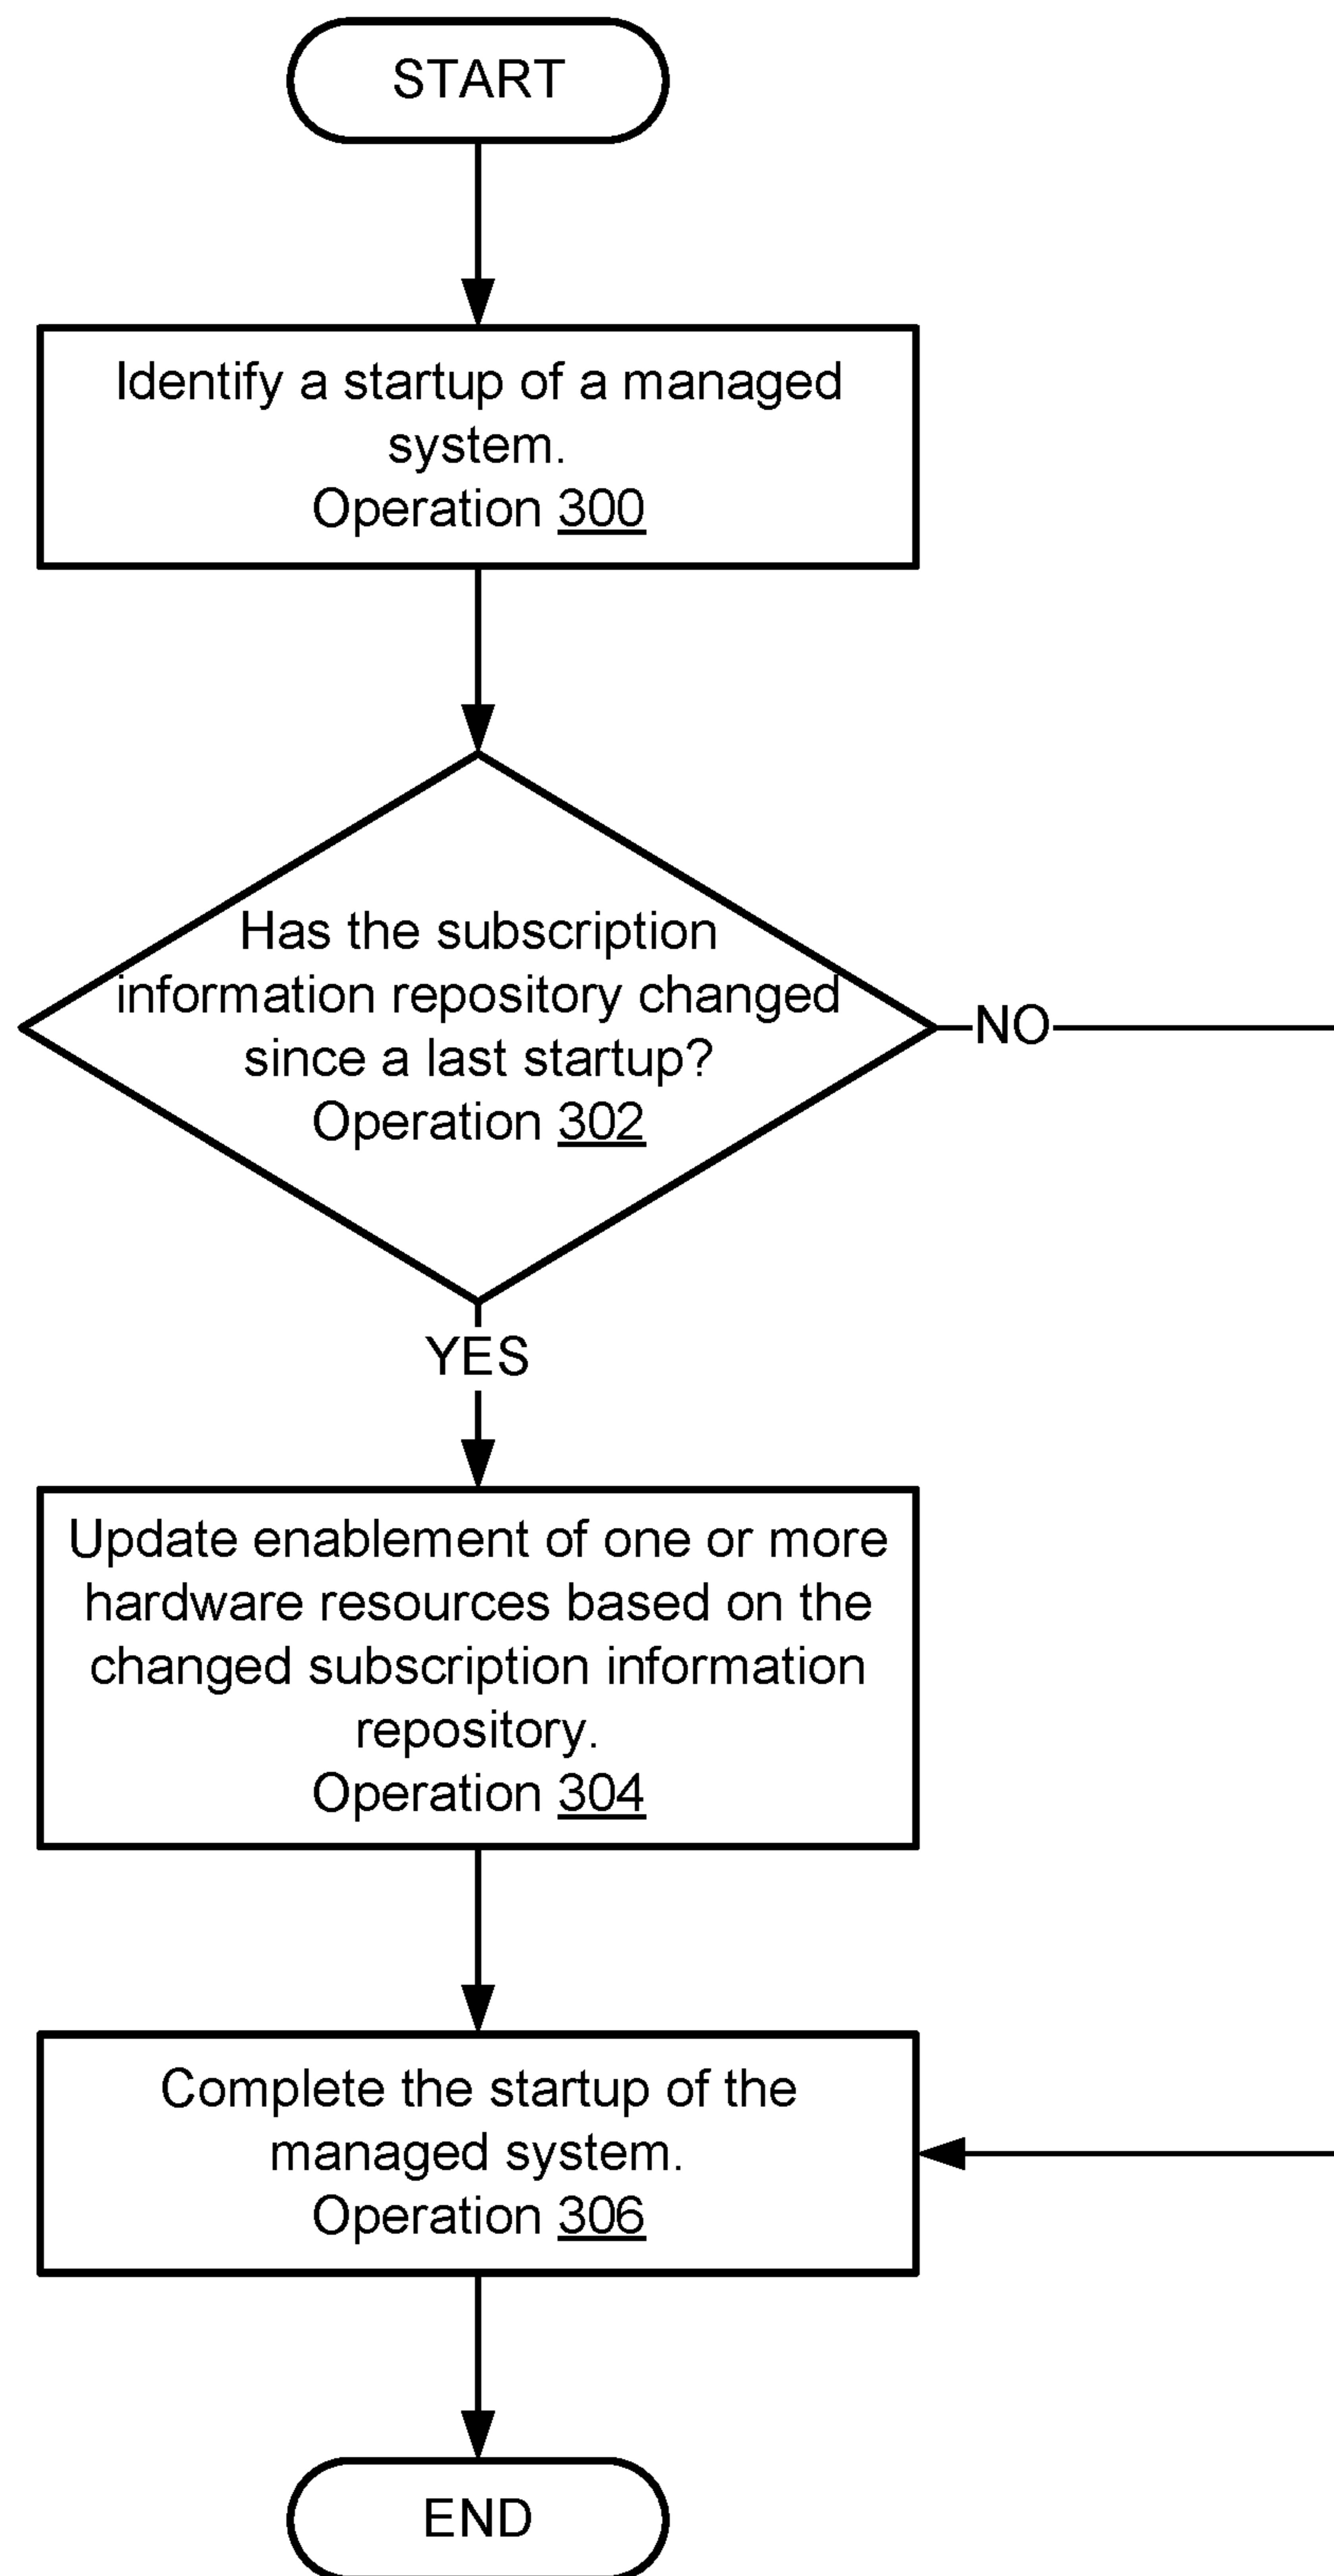 START
Identify a startup of a managed
system.
Operation 300
Has the subscription
information repository changed
since a last startup?
Operation 302
NO
YES
Update enablement of one or more
hardware resources based on the
changed subscription information
repository.
Operation 304
Complete the startup of the
managed system.
Operation 306
END